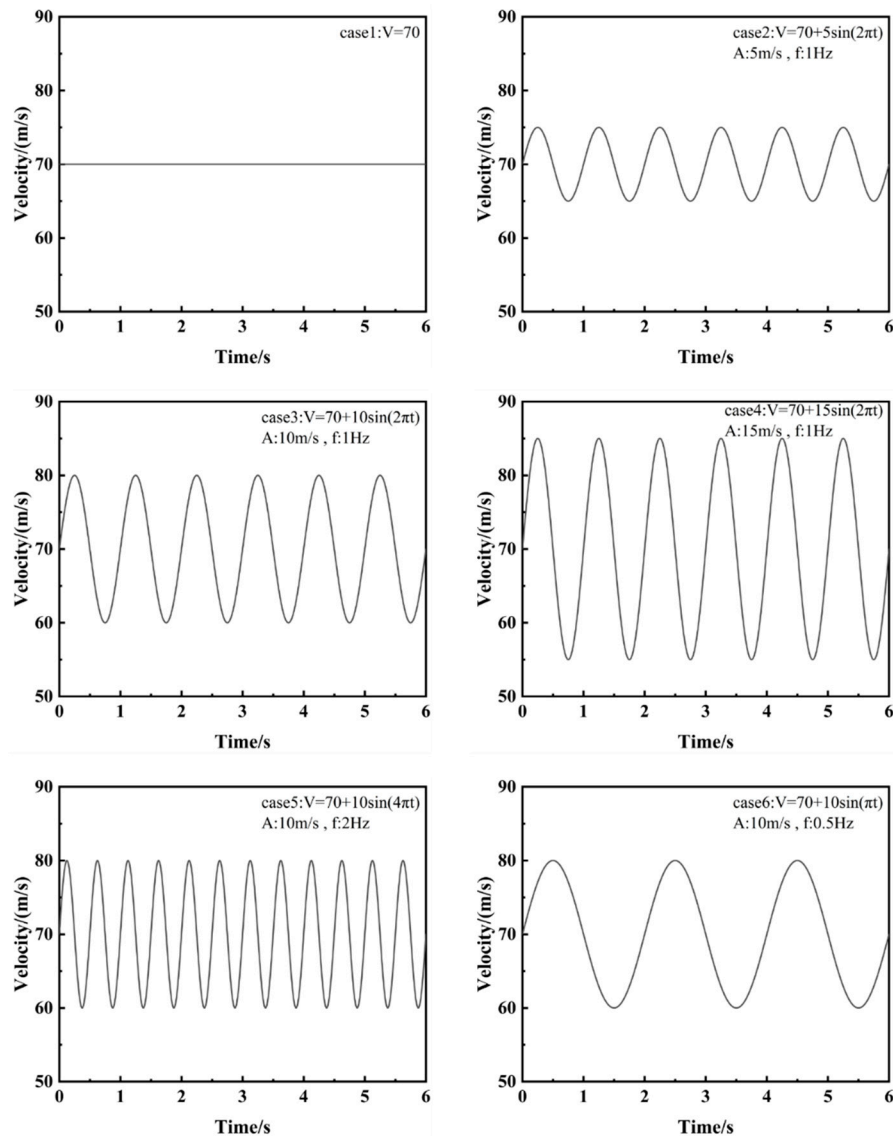 case1:V=70
90
80
70
60
50
Velocity/(m/s)
0 1 2 3 4 5 6
Time/s
case2:V=70+5sin(2πt)
A:5m/s , f:1Hz
90
80
70
60
50
Velocity/(m/s)
0 1 2 3 4 5 6
Time/s
case3:V=70+10sin(2πt)
A:10m/s , f:1Hz
90
80
70
60
50
Velocity/(m/s)
0 1 2 3 4 5 6
Time/s
case4:V=70+15sin(2πt)
A:15m/s , f:1Hz
90
80
70
60
50
Velocity/(m/s)
0 1 2 3 4 5 6
Time/s
case5:V=70+10sin(4πt)
A:10m/s , f:2Hz
90
80
70
60
50
Velocity/(m/s)
0 1 2 3 4 5 6
Time/s
case6:V=70+10sin(πt)
A:10m/s , f:0.5Hz
90
80
70
60
50
Velocity/(m/s)
0 1 2 3 4 5 6
Time/s